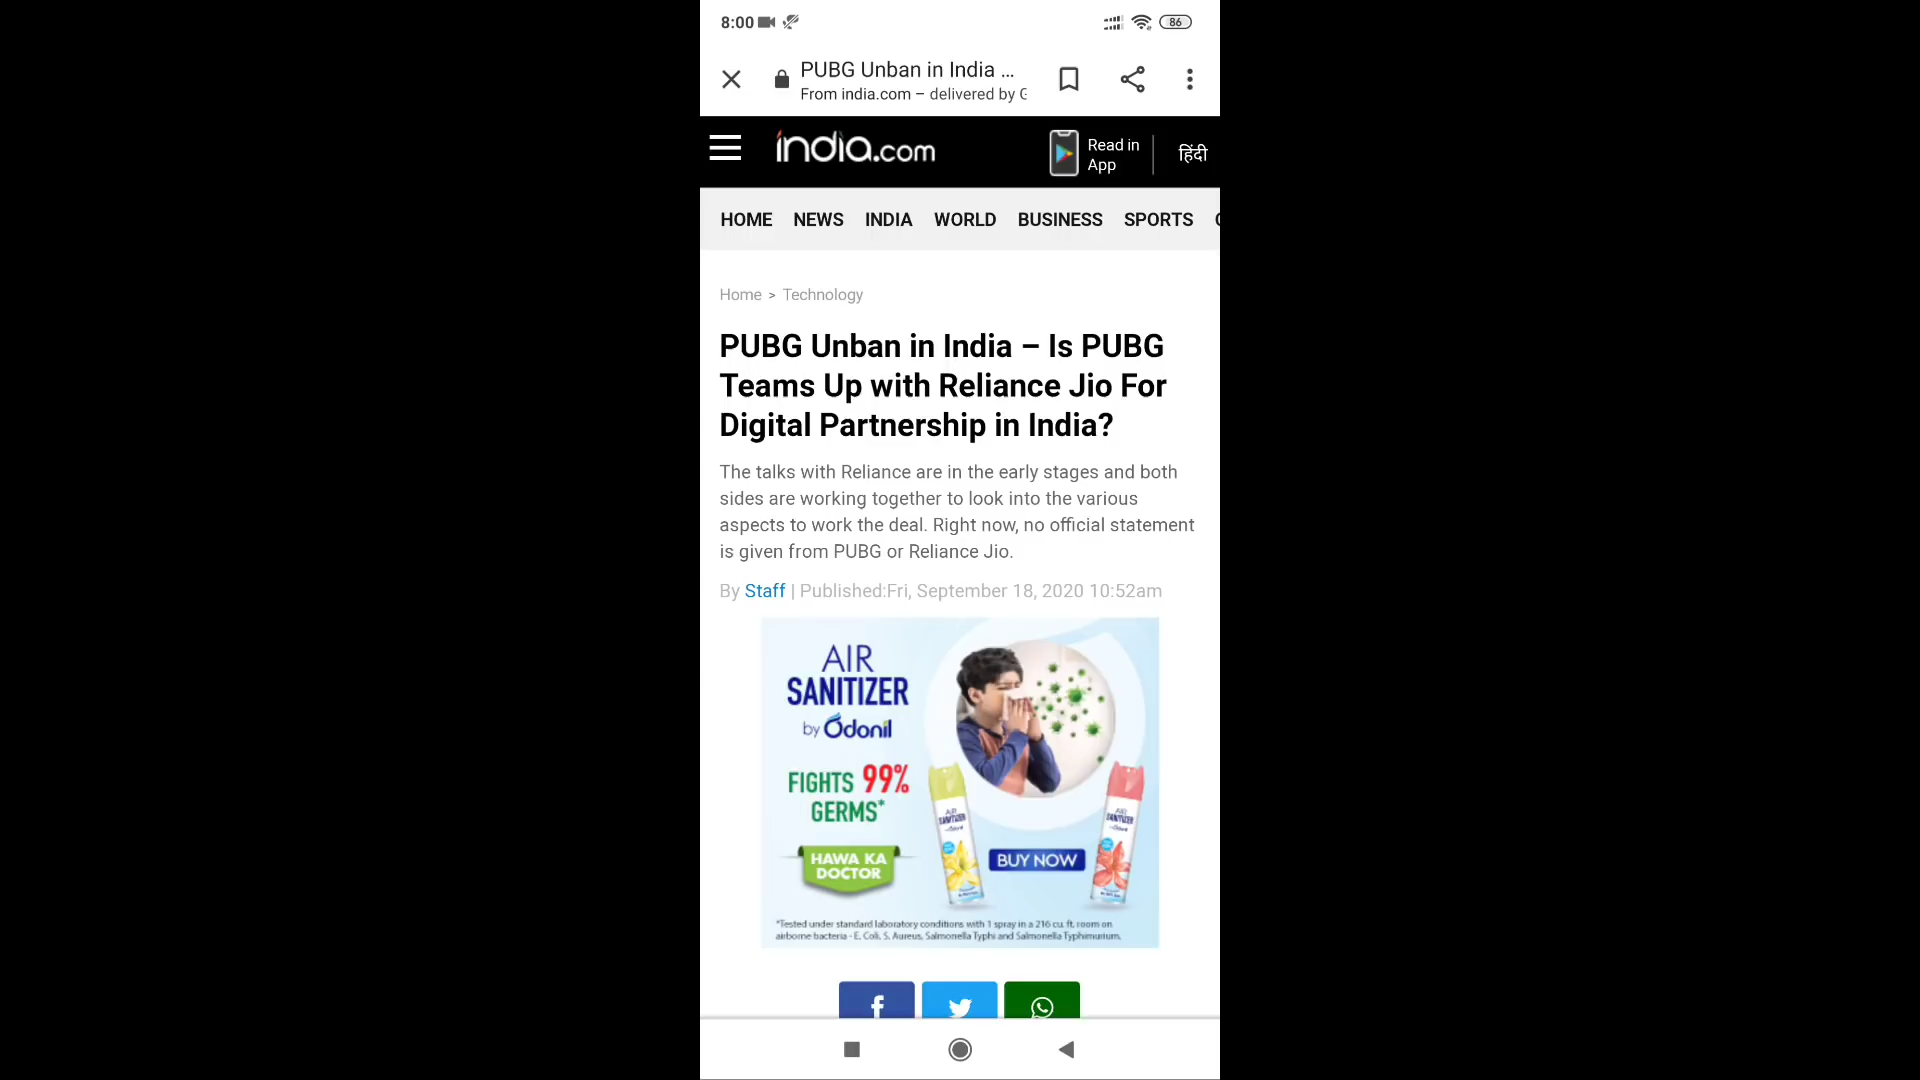 8:00
86
PUBG Unban in India ...
From india.com – delivered by G
india.com
Read in
App
हिंदी
HOME NEWS INDIA WORLD BUSINESS SPORTS
Home > Technology
PUBG Unban in India – Is PUBG
Teams Up with Reliance Jio For
Digital Partnership in India?
The talks with Reliance are in the early stages and both
sides are working together to look into the various
aspects to work the deal. Right now, no official statement
is given from PUBG or Reliance Jio.
By Staff | Published:Fri, September 18, 2020 10:52am
AIR
SANITIZER
by Odonil
FIGHTS 99%
GERMS*
HAWA KA
DOCTOR
AIR
SANITIZER
AIR
SANITIZER
BUY NOW
*Tested under standard laboratory conditions with 1 spray in a 216 cu. ft. room on
airborne bacteria - E. Coli, S. Aureus, Salmonella Typhi and Salmonella Typhimurium.